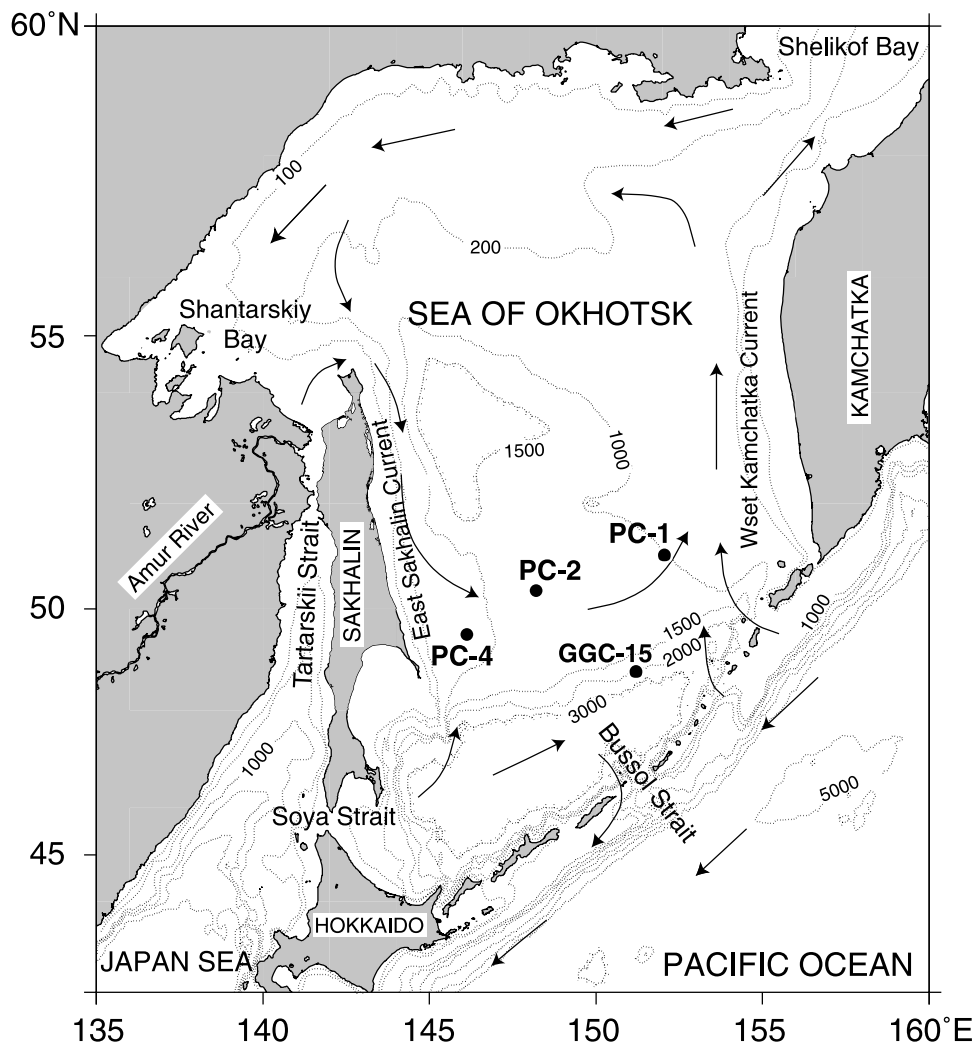 60°N
Shelikof Bay
100
200
Shantarskiy
Bay
SEA OF OKHOTSK
55
KAMCHATKA
Wset Kamchatka Current
1500
1000
East Sakhalin Current
Amur River
Tartarskii Strait
SAKHALIN
PC-1
PC-2
50
PC-4
GGC-15
1500
2000
1000
3000
1000
Bussol Strait
5000
Soya Strait
45
HOKKAIDO
JAPAN SEA
PACIFIC OCEAN
135
140
145
150
155
160°E